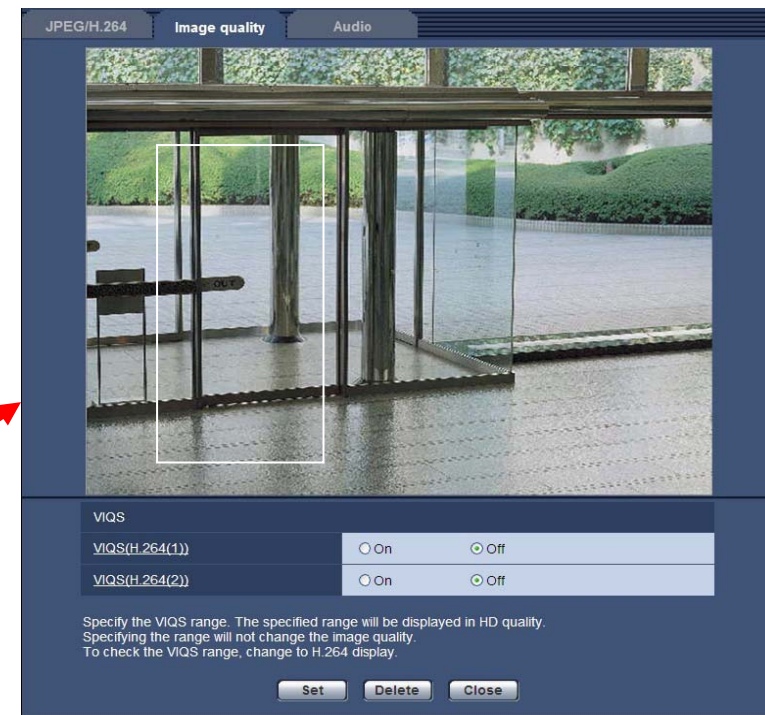 JPEG/H.264
Image quality
Audio
OUT
VIQS
VIQS(H.264(1))
On
Off
VIQS(H.264(2))
On
Off
Specify the VIQS range. The specified range will be displayed in HD quality.
Specifying the range will not change the image quality.
To check the VIQS range, change to H.264 display.
Set
Delete
Close